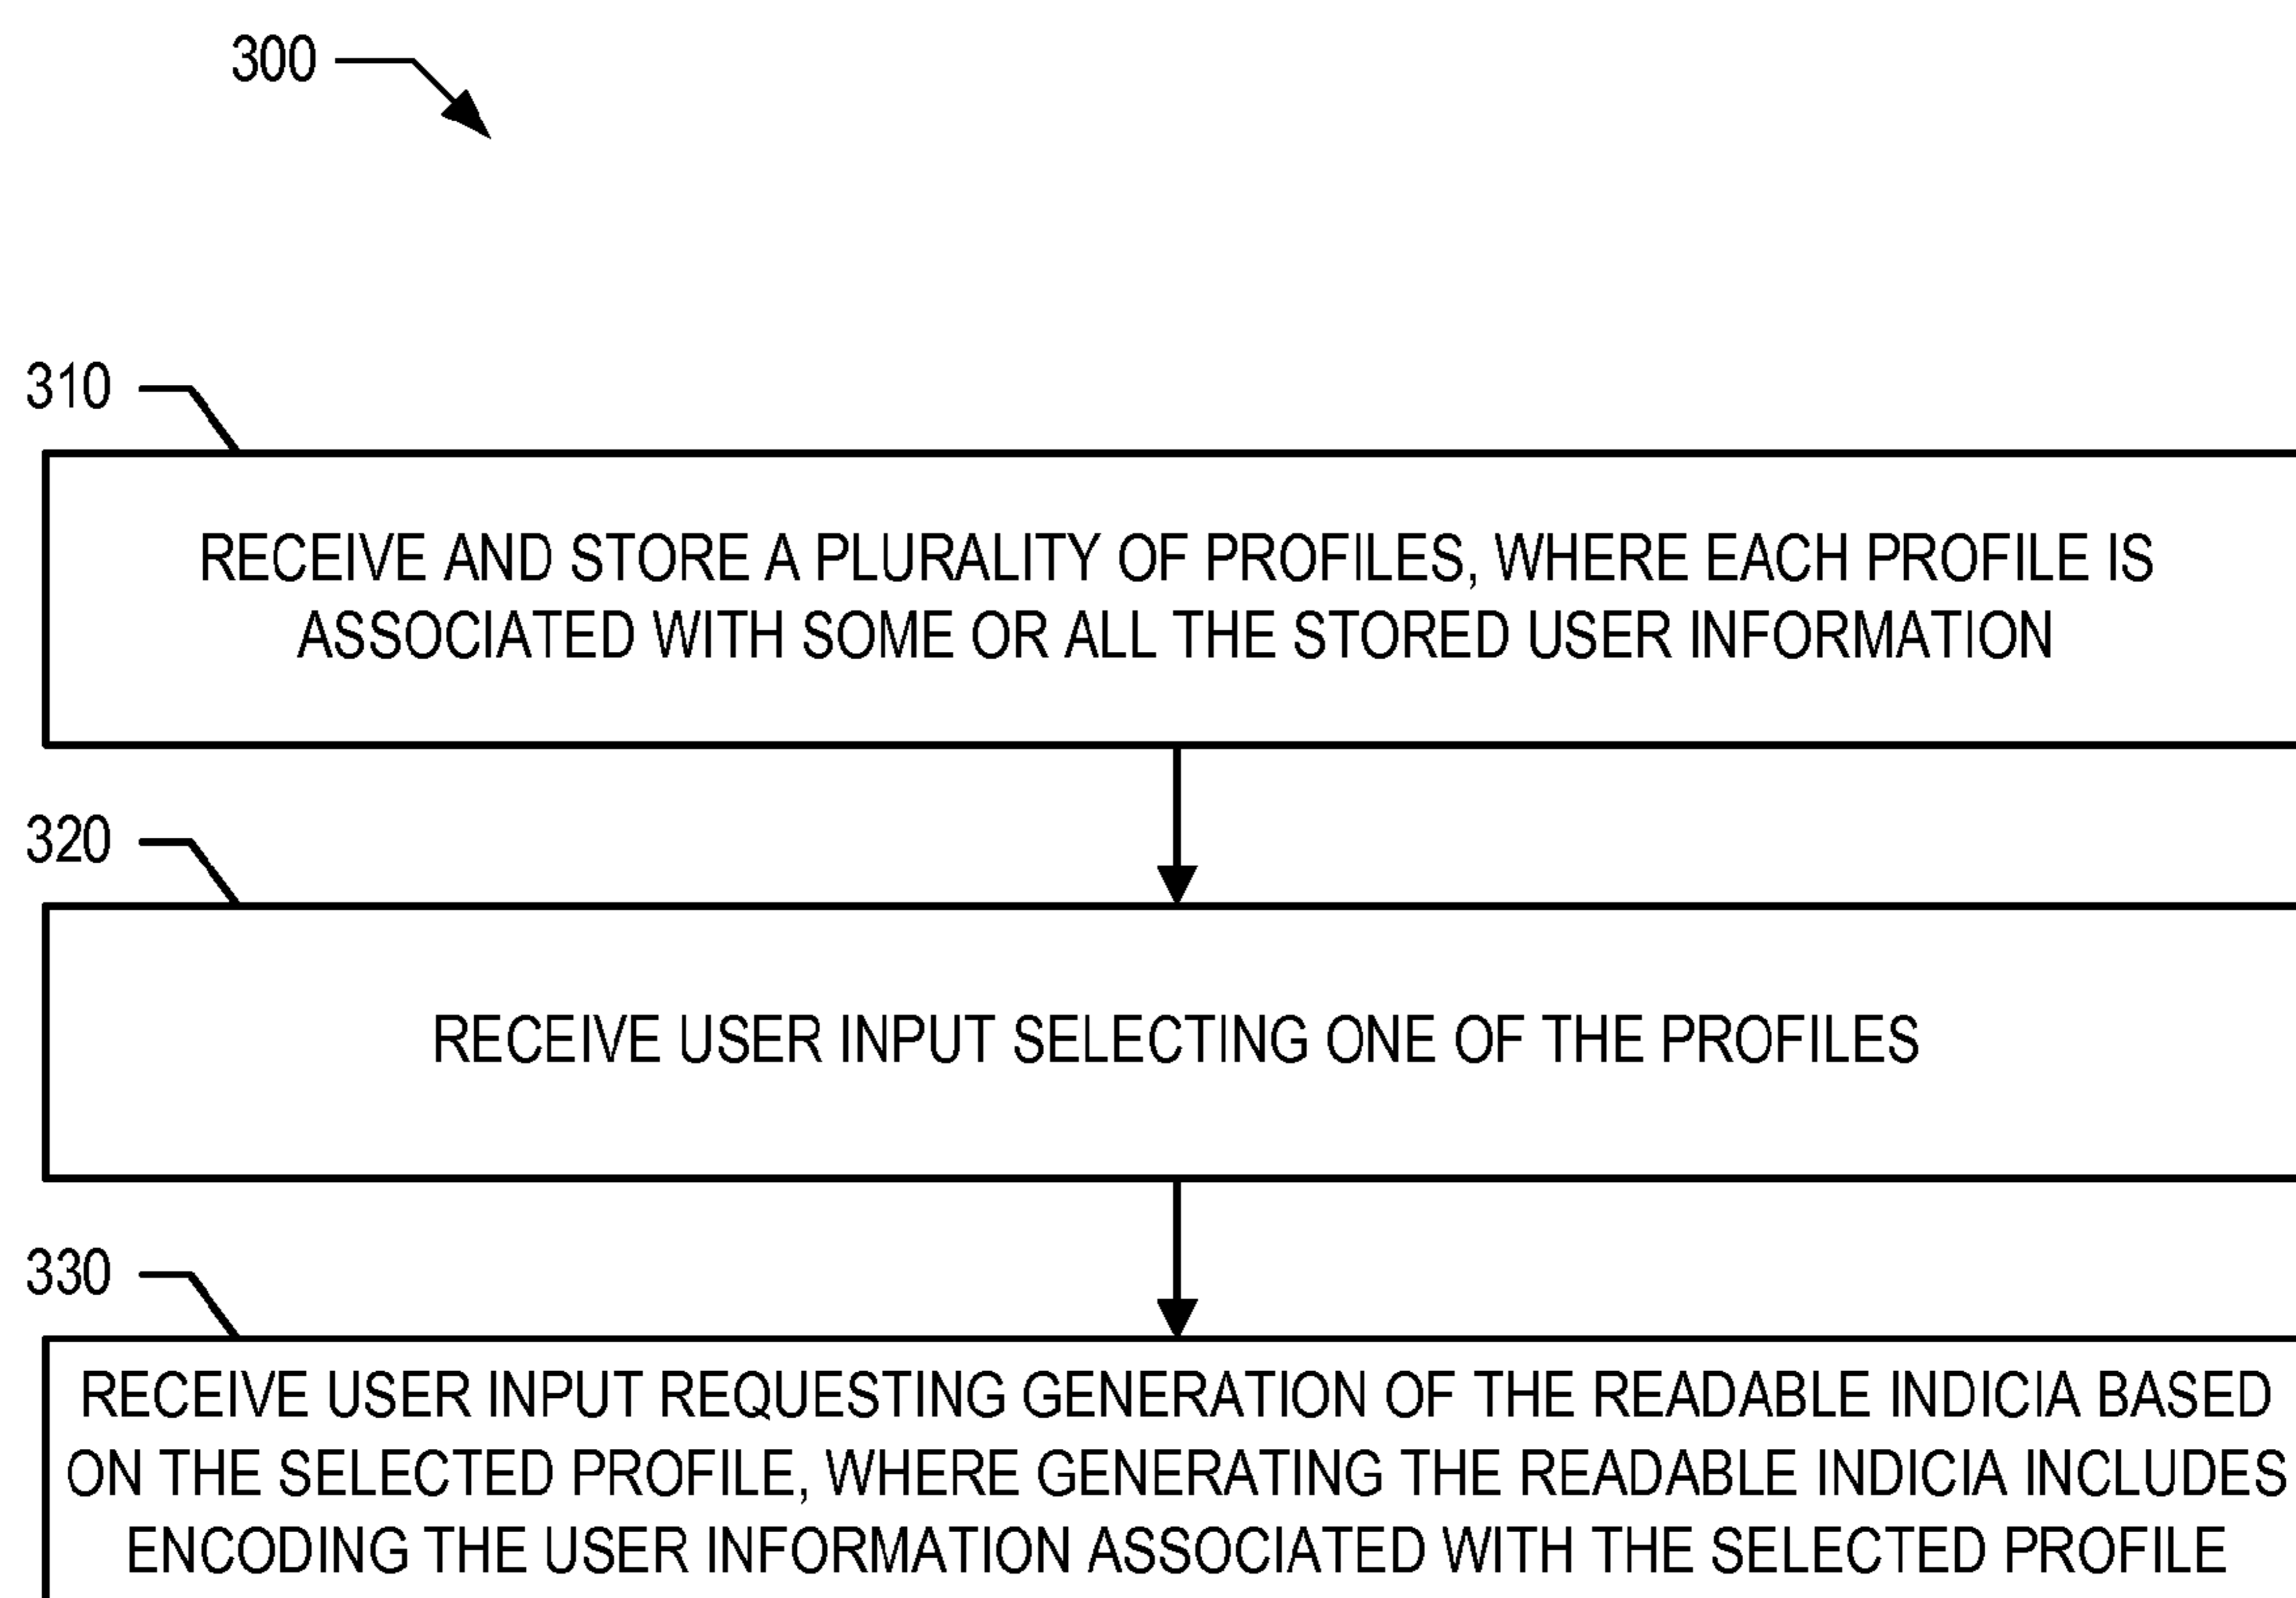 300
310
RECEIVE AND STORE A PLURALITY OF PROFILES, WHERE EACH PROFILE IS
ASSOCIATED WITH SOME OR ALL THE STORED USER INFORMATION
320
RECEIVE USER INPUT SELECTING ONE OF THE PROFILES
330
RECEIVE USER INPUT REQUESTING GENERATION OF THE READABLE INDICIA BASED
ON THE SELECTED PROFILE, WHERE GENERATING THE READABLE INDICIA INCLUDES
ENCODING THE USER INFORMATION ASSOCIATED WITH THE SELECTED PROFILE